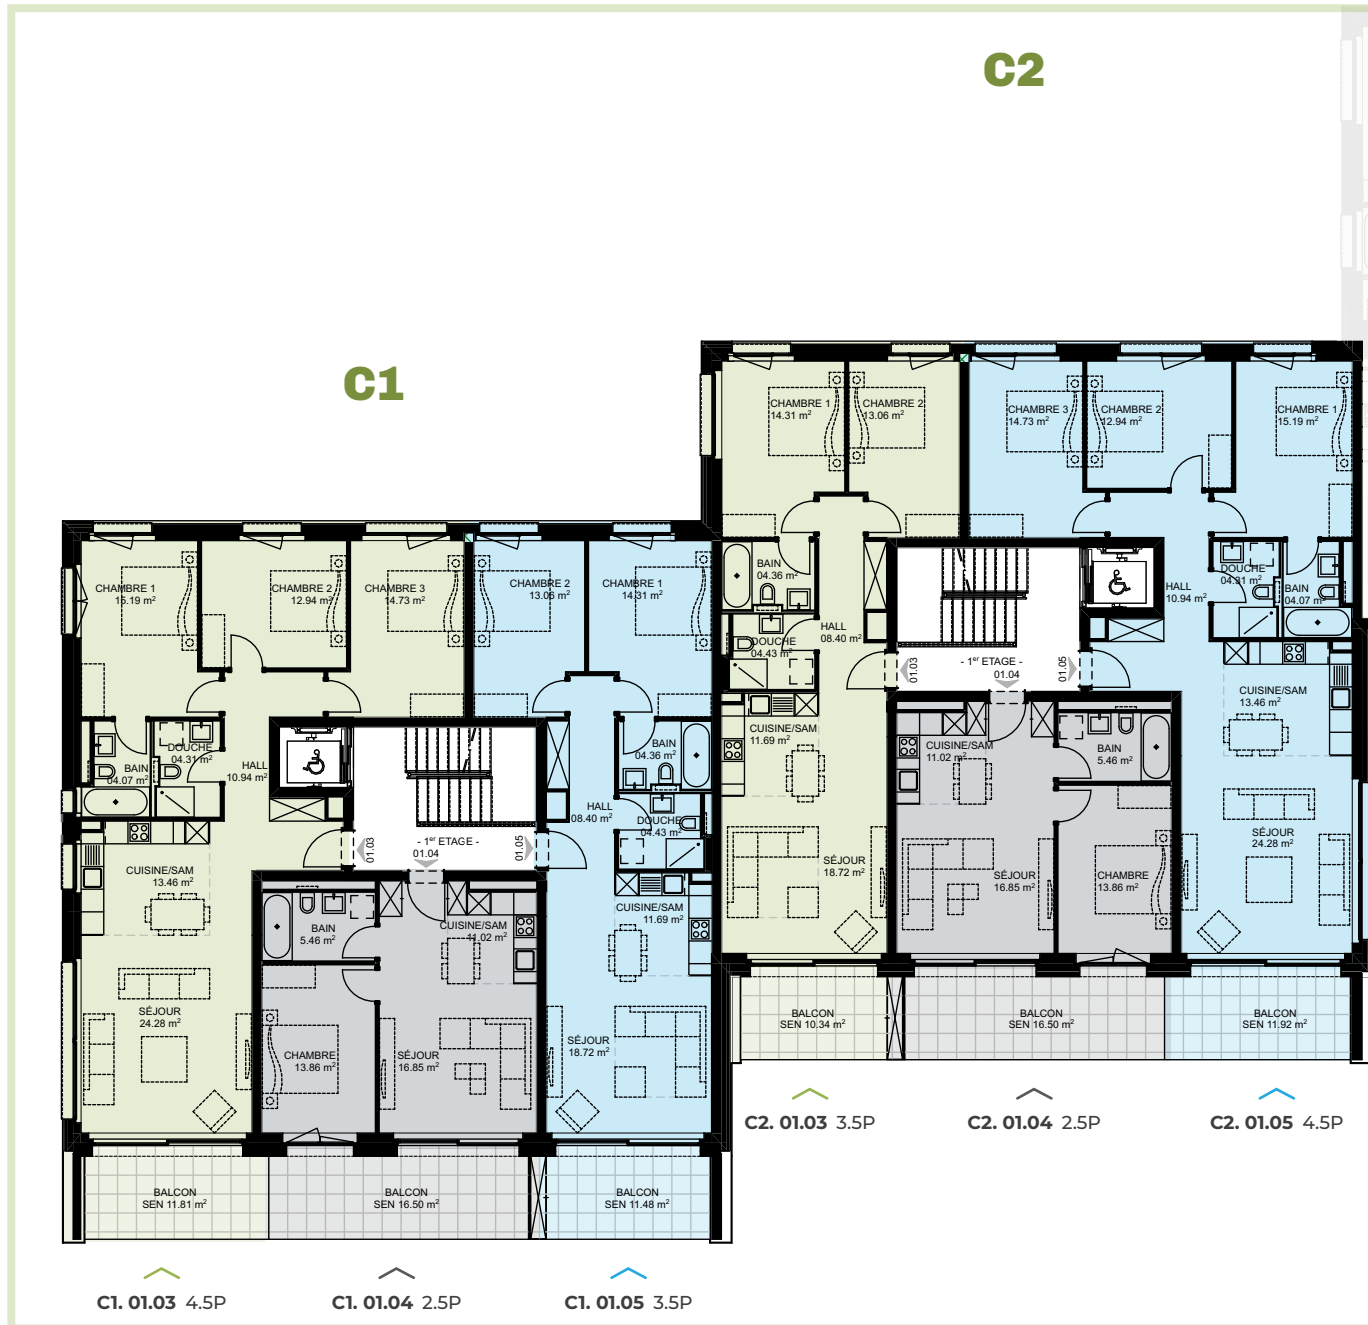 C2
C1
CHAMBRE 1
14.31 m²
CHAMBRE 2
13.06 m²
CHAMBRE 3
14.73 m²
CHAMBRE 2
12.94 m²
CHAMBRE 1
15.19 m²
BAIN
04.36 m²
DOUCHE
04.43 m²
HALL
08.40 m²
01.03
- 1er ETAGE -
01.04
01.05
HALL
10.94 m²
DOUCHE
04.31 m²
BAIN
04.07 m²
CUISINE/SAM
11.69 m²
CUISINE/SAM
11.02 m²
BAIN
5.46 m²
CUISINE/SAM
13.46 m²
SÉJOUR
18.72 m²
SÉJOUR
16.85 m²
CHAMBRE
13.86 m²
SÉJOUR
24.28 m²
BALCON
SEN 10.34 m²
BALCON
SEN 16.50 m²
BALCON
SEN 11.92 m²
C2. 01.03 3.5P
C2. 01.04 2.5P
C2. 01.05 4.5P
CHAMBRE 1
15.19 m²
CHAMBRE 2
12.94 m²
CHAMBRE 3
14.73 m²
CHAMBRE 2
13.06 m²
CHAMBRE 1
14.31 m²
BAIN
04.07 m²
DOUCHE
04.31 m²
HALL
10.94 m²
01.03
- 1er ETAGE -
01.04
01.05
HALL
08.40 m²
BAIN
04.36 m²
DOUCHE
04.43 m²
CUISINE/SAM
13.46 m²
BAIN
5.46 m²
CUISINE/SAM
11.02 m²
CUISINE/SAM
11.69 m²
SÉJOUR
24.28 m²
CHAMBRE
13.86 m²
SÉJOUR
16.85 m²
SÉJOUR
18.72 m²
BALCON
SEN 11.81 m²
BALCON
SEN 16.50 m²
BALCON
SEN 11.48 m²
C1. 01.03 4.5P
C1. 01.04 2.5P
C1. 01.05 3.5P